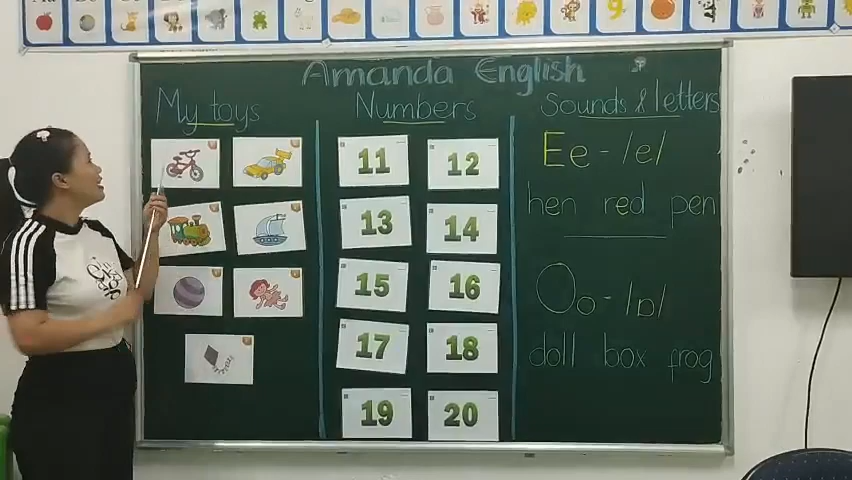 Amanda English
My toys
Numbers
Sounds & letters
11
12
13
14
15
16
17
18
19
20
Ee - /e/
hen red pen
Oo - /ɒ/
doll box frog